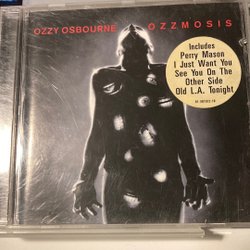 OZZY OSBOURNE
OZZMOSIS
Includes
Perry Mason
I Just Want You
See You On The
Other Side
Old L.A. Tonight